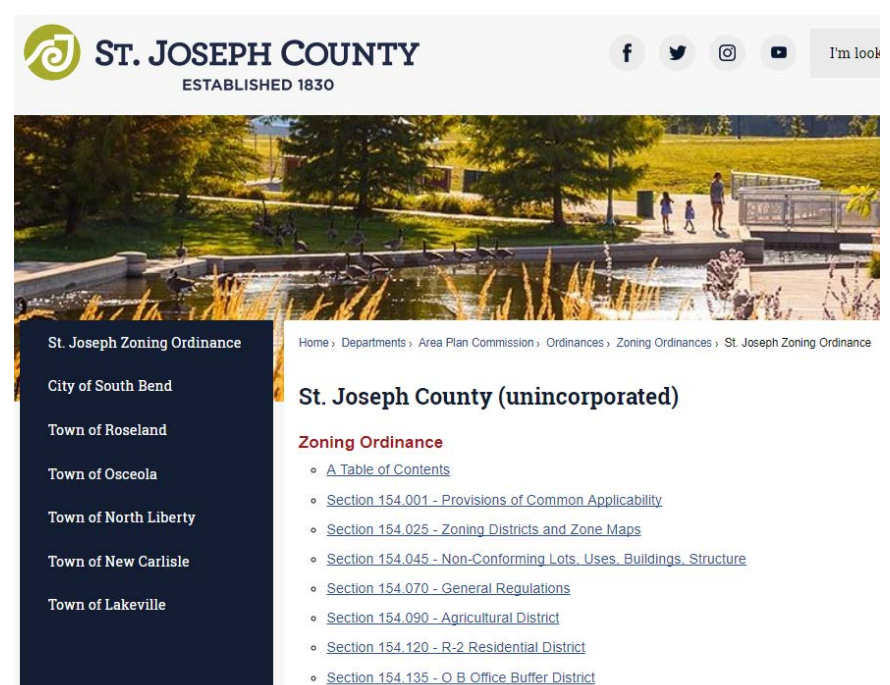 ST. JOSEPH COUNTY
ESTABLISHED 1830
I'm look
St. Joseph Zoning Ordinance
City of South Bend
Town of Roseland
Town of Osceola
Town of North Liberty
Town of New Carlisle
Town of Lakeville
Home › Departments › Area Plan Commission › Ordinances › Zoning Ordinances › St. Joseph Zoning Ordinance
St. Joseph County (unincorporated)
Zoning Ordinance
A Table of Contents
Section 154.001 - Provisions of Common Applicability
Section 154.025 - Zoning Districts and Zone Maps
Section 154.045 - Non-Conforming Lots, Uses, Buildings, Structure
Section 154.070 - General Regulations
Section 154.090 - Agricultural District
Section 154.120 - R-2 Residential District
Section 154.135 - O B Office Buffer District